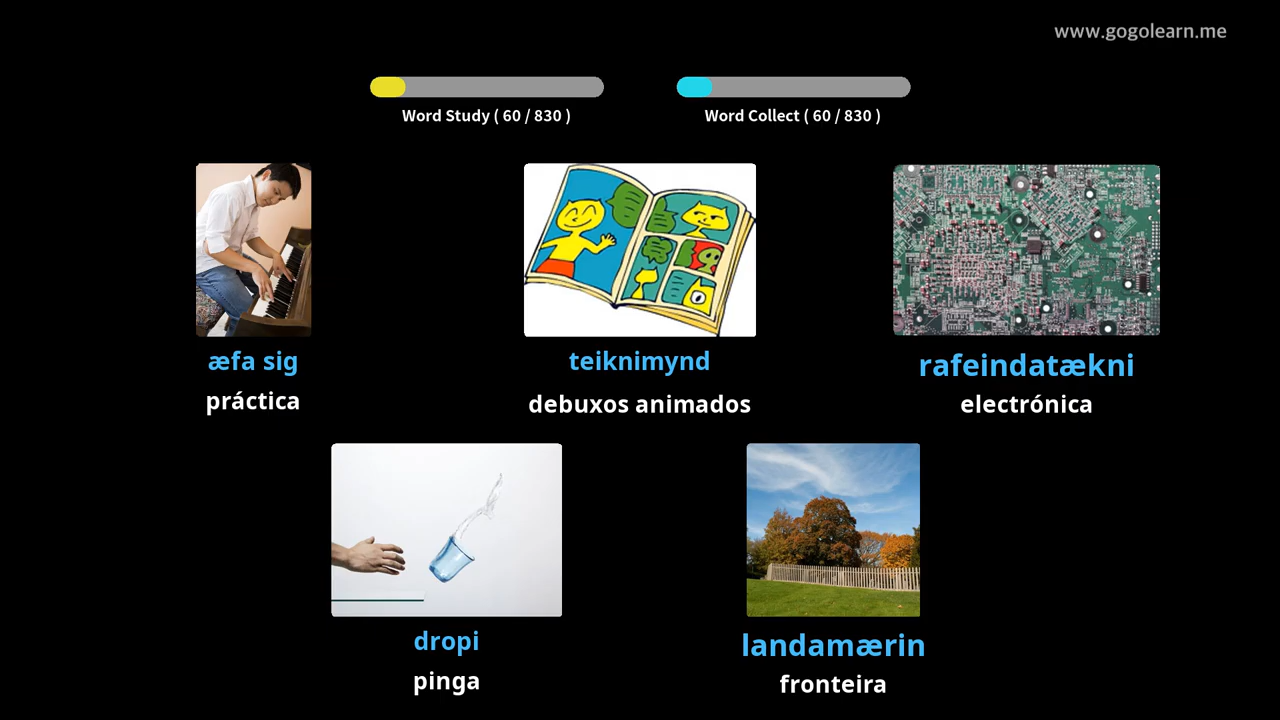 www.gogolearn.me
Word Study ( 60 / 830 )
Word Collect ( 60 / 830 )
æfa sig
práctica
teiknimynd
debuxos animados
rafeindatækni
electrónica
dropi
pinga
landamærin
fronteira